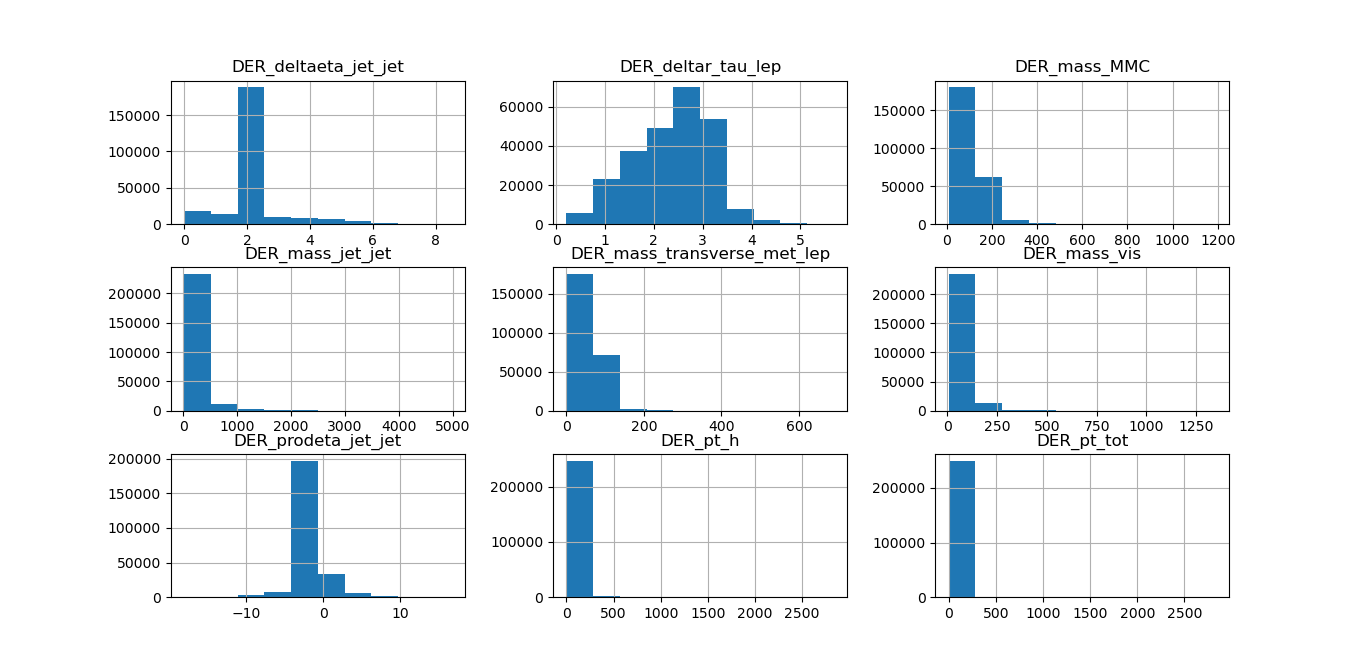 DER_deltaeta_jet_jet
150000
100000
50000
0
0 2 4 6 8
DER_deltar_tau_lep
60000
40000
20000
0
0 1 2 3 4 5
DER_mass_MMC
150000
100000
50000
0
0 200 400 600 800 1000 1200
DER_mass_jet_jet
200000
150000
100000
50000
0
0 1000 2000 3000 4000 5000
DER_mass_transverse_met_lep
150000
100000
50000
0
0 200 400 600
DER_mass_vis
200000
150000
100000
50000
0
0 250 500 750 1000 1250
DER_prodeta_jet_jet
200000
150000
100000
50000
0
−10 0 10
DER_pt_h
200000
100000
0
0 500 1000 1500 2000 2500
DER_pt_tot
200000
100000
0
0 500 1000 1500 2000 2500